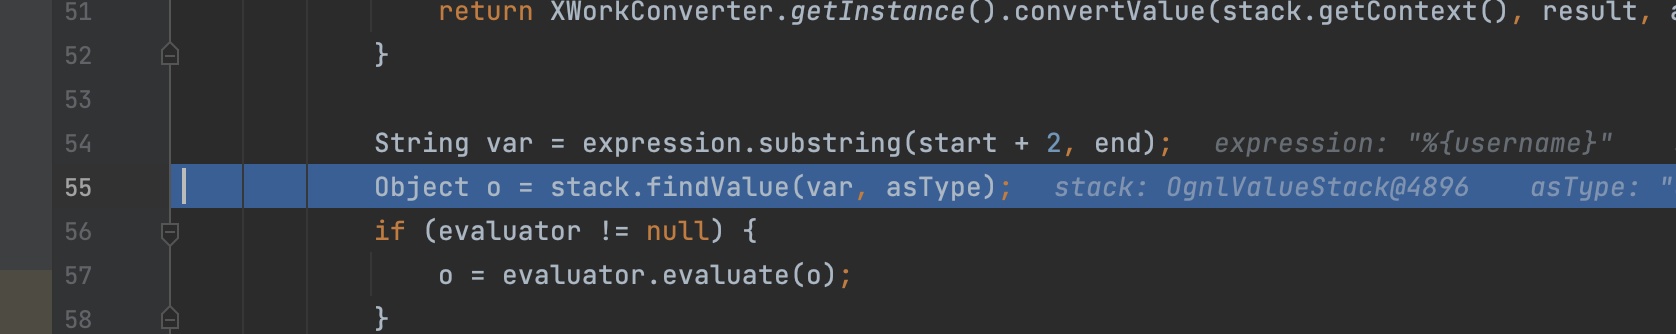 51 return XWorkConverter.getInstance().convertValue(stack.getContext(), result,
52 }
53
54 String var = expression.substring(start + 2, end); expression: "%{username}"
55 Object o = stack.findValue(var, asType); stack: OgnlValueStack@4896 asType: "
56 if (evaluator != null) {
57 o = evaluator.evaluate(o);
58 }